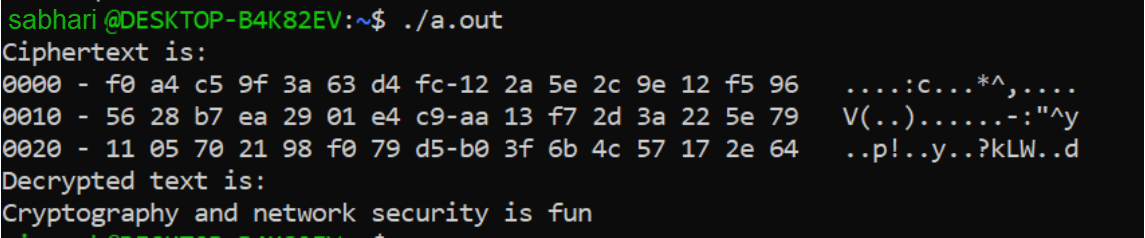 sabhari @DESKTOP-B4K82EV:~$ ./a.out
Ciphertext is:
0000 - f0 a4 c5 9f 3a 63 d4 fc-12 2a 5e 2c 9e 12 f5 96   ....:c...*^,....
0010 - 56 28 b7 ea 29 01 e4 c9-aa 13 f7 2d 3a 22 5e 79   V(..)......-:"^y
0020 - 11 05 70 21 98 f0 79 d5-b0 3f 6b 4c 57 17 2e 64   ..p!..y..?kLW..d
Decrypted text is:
Cryptography and network security is fun